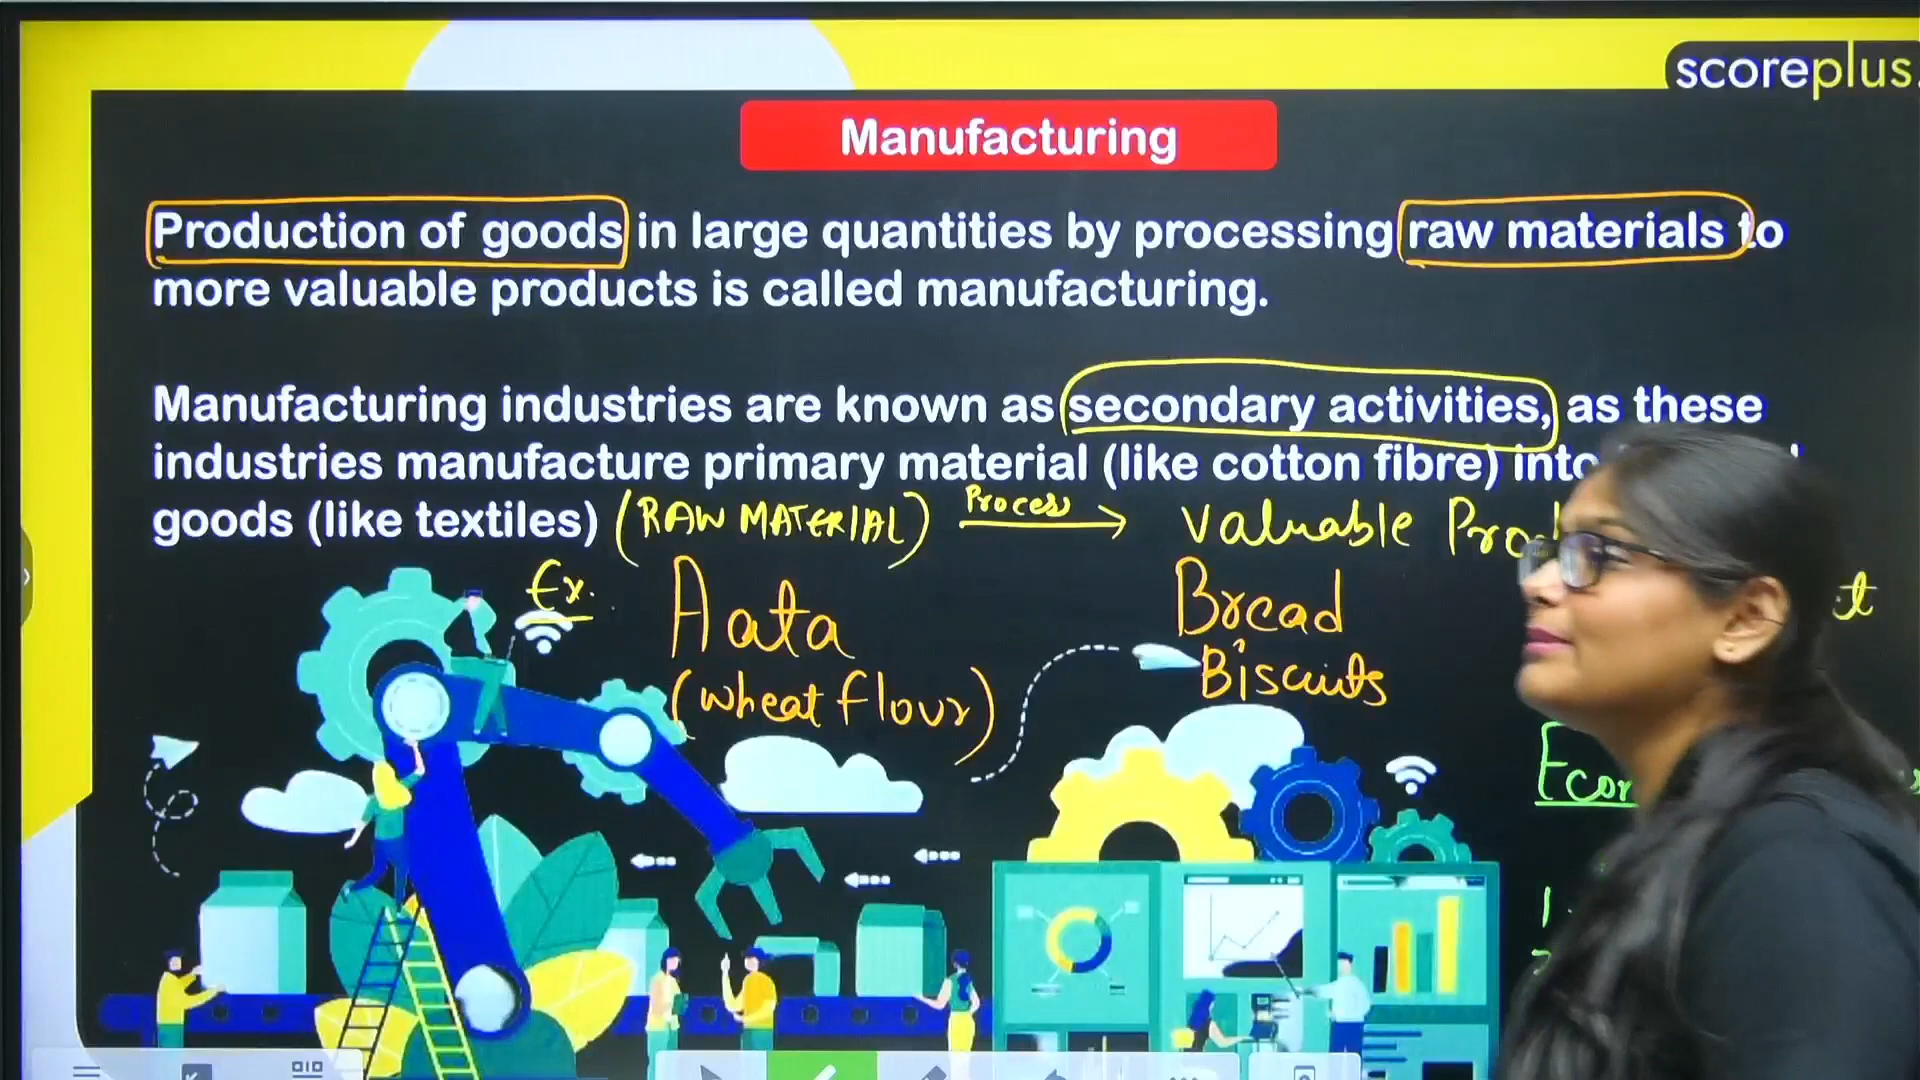 scoreplus.
Manufacturing
Production of goods in large quantities by processing raw materials to
more valuable products is called manufacturing.
Manufacturing industries are known as secondary activities, as these
industries manufacture primary material (like cotton fibre) into
goods (like textiles) (RAW MATERIAL) Process Valuable
Ex. Aata Bread
(wheat flour) Biscuits